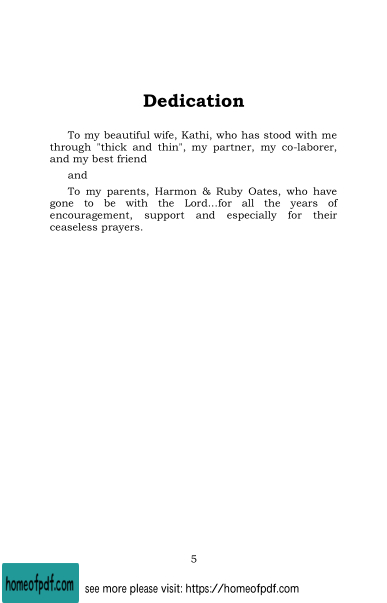 Dedication
To my beautiful wife, Kathi, who has stood with me
through "thick and thin", my partner, my co-laborer,
and my best friend
and
To my parents, Harmon & Ruby Oates, who have
gone to be with the Lord...for all the years of
encouragement, support and especially for their
ceaseless prayers.
5
homeofpdf.com
see more please visit: https://homeofpdf.com